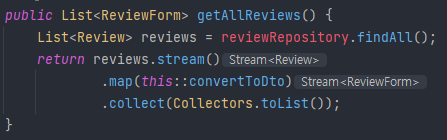 public List<ReviewForm> getAllReviews() {
List<Review> reviews = reviewRepository.findAll();
return reviews.stream() Stream<Review>
.map(this::convertToDto) Stream<ReviewForm>
.collect(Collectors.toList());
}